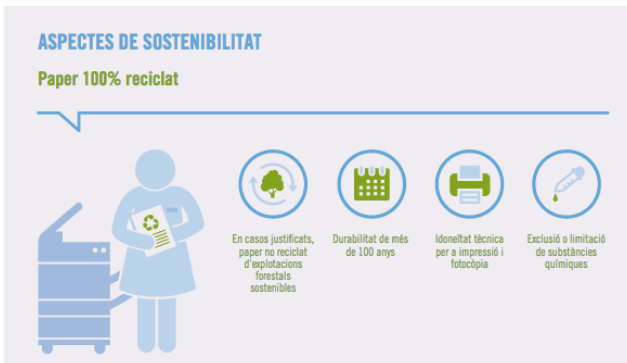 ASPECTES DE SOSTENIBILITAT
Paper 100% reciclat
En casos justificats,
paper no reciclat
d'explotacions
forestals
sostenibles
Durabilitat de més
de 100 anys
Idoneïtat tècnica
per a impressió i
fotocòpia
Exclusió o limitació
de substàncies
químiques